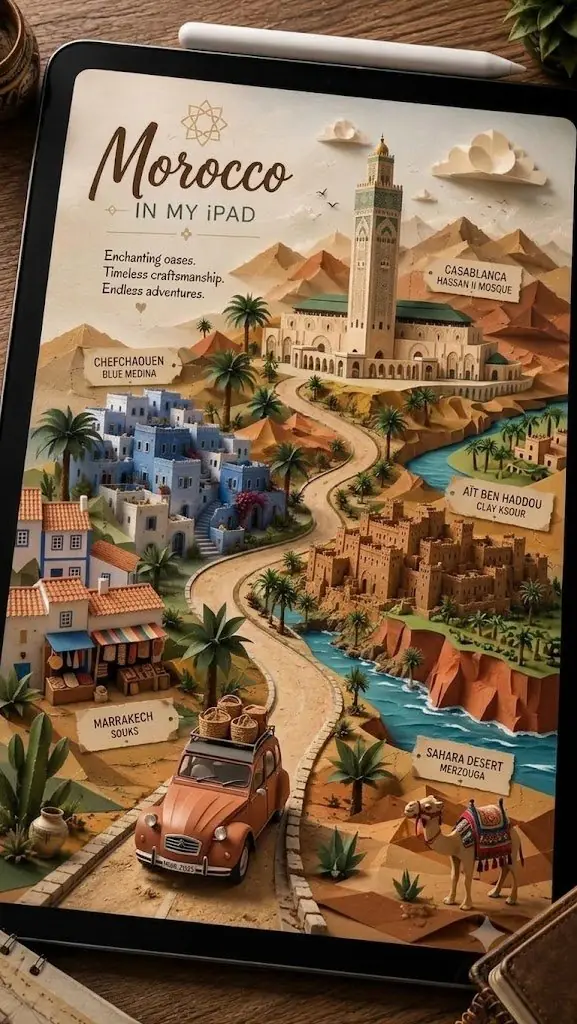 Morocco
IN MY iPAD
Enchanting oases.
Timeless craftsmanship.
Endless adventures.
CASABLANCA
HASSAN II MOSQUE
CHEFCHAOUEN
BLUE MEDINA
AÏT BEN HADDOU
CLAY KSOUR
MARRAKECH
SOUKS
SAHARA DESERT
MERZOUGA